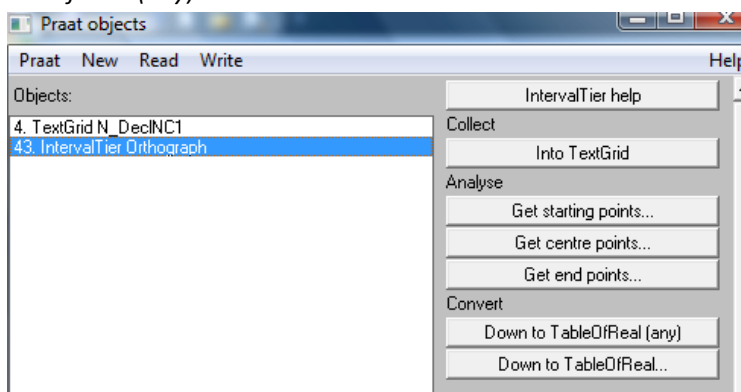 Praat objects
Praat New Read Write Help
Objects:
4. TextGrid N_DeclNC1
43. IntervalTier Orthograph
IntervalTier help
Collect
Into TextGrid
Analyse
Get starting points...
Get centre points...
Get end points...
Convert
Down to TableOfReal (any)
Down to TableOfReal...